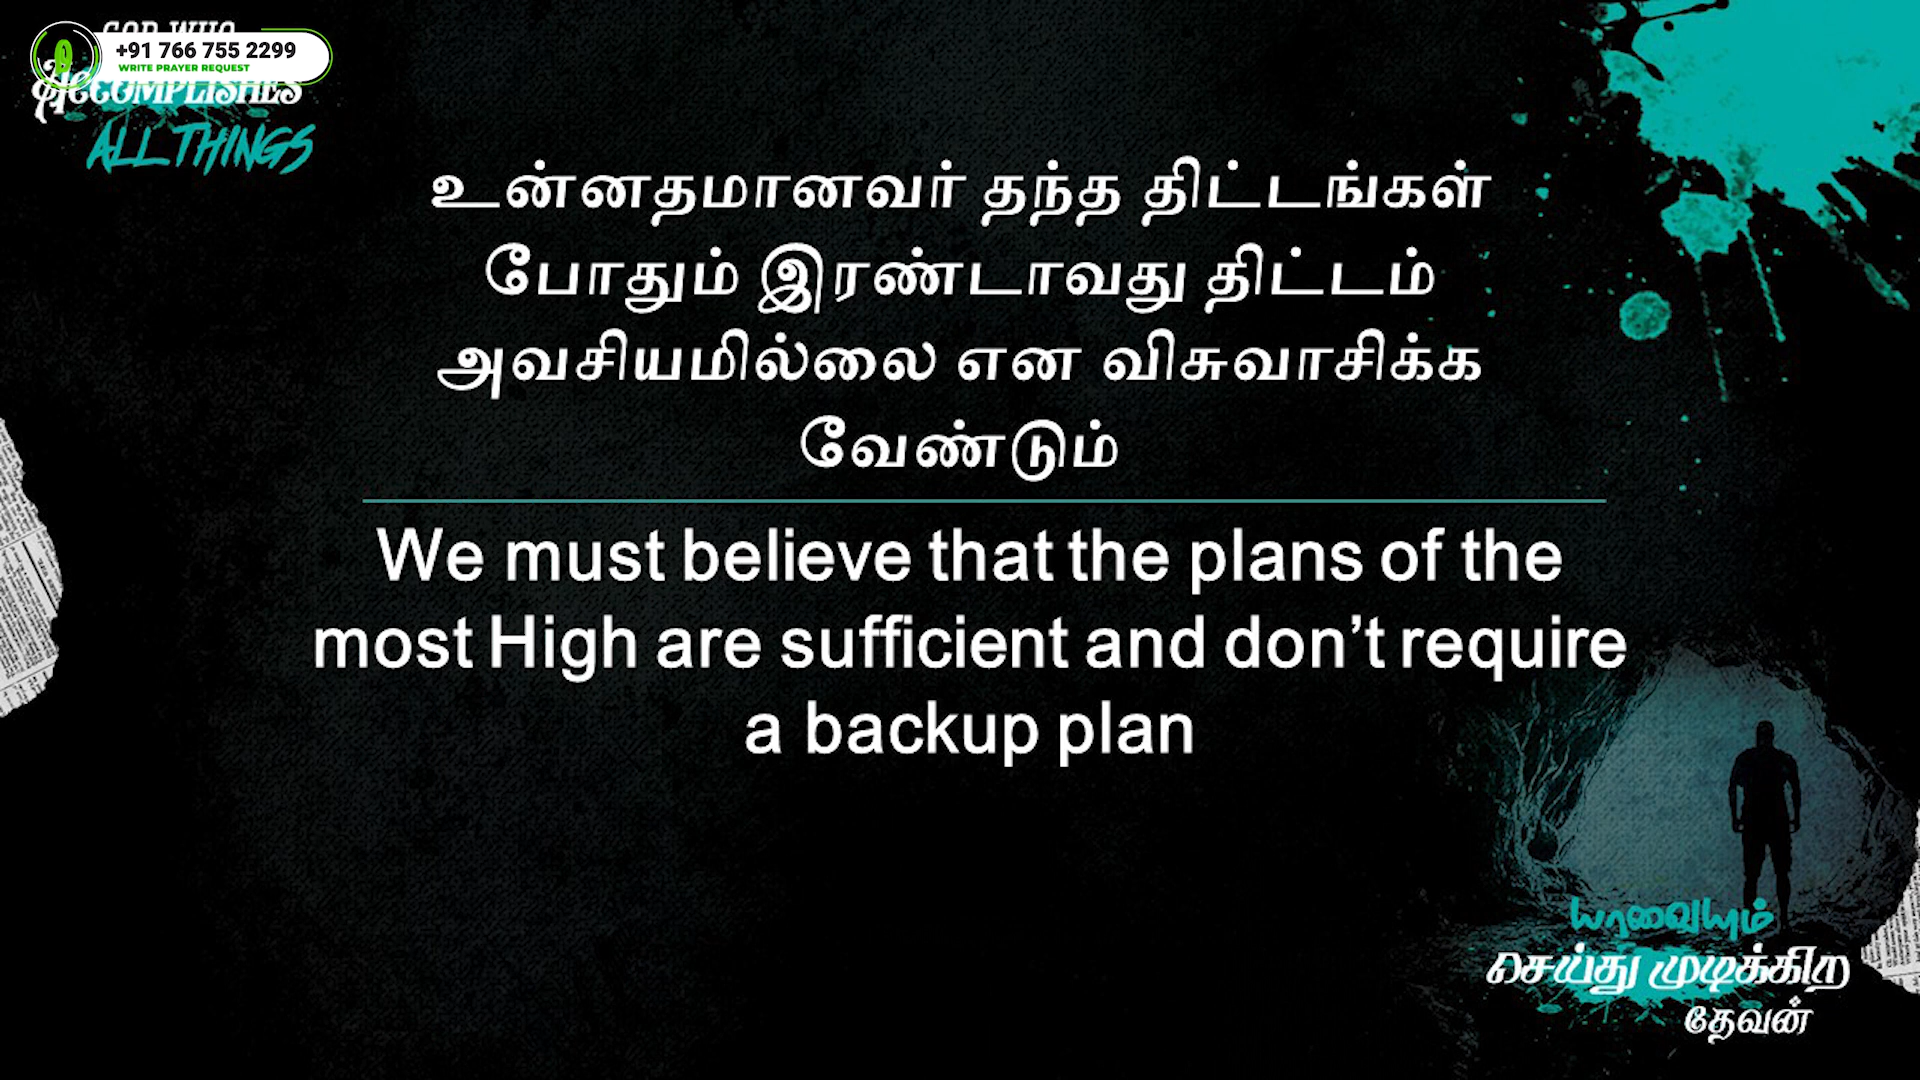 GOD WHO
+91 766 755 2299
WRITE PRAYER REQUEST
ACCOMPLISHES
ALL THINGS
உன்னதமானவர் தந்த திட்டங்கள்
போதும் இரண்டாவது திட்டம்
அவசியமில்லை என விசுவாசிக்க
வேண்டும்
We must believe that the plans of the
most High are sufficient and don’t require
a backup plan
யாவையும்
செய்து முடிக்கிற
தேவன்